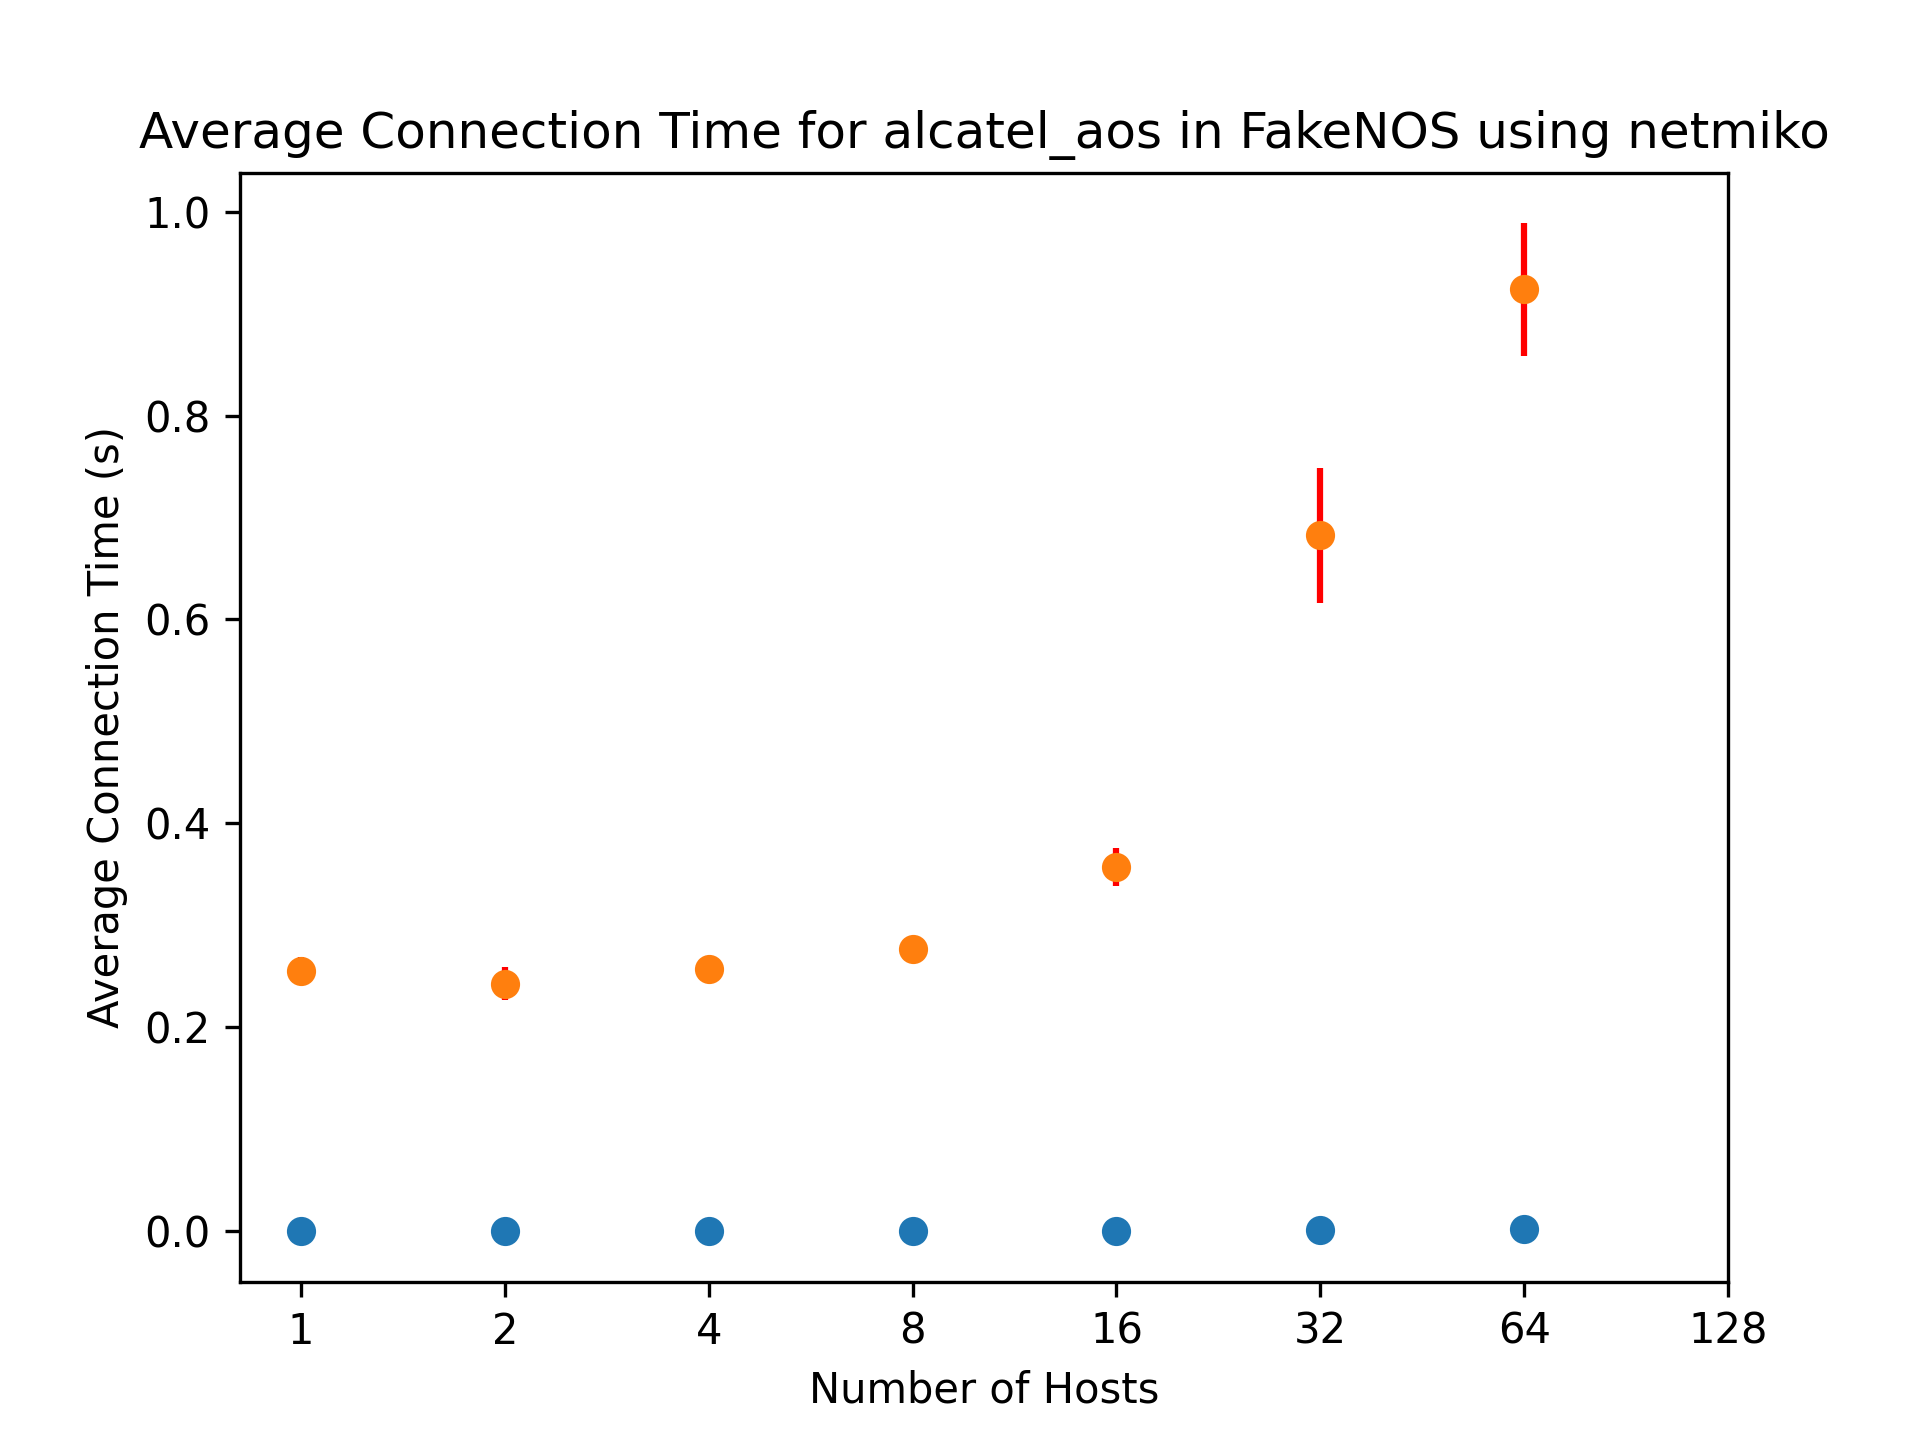 Average Connection Time for alcatel_aos in FakeNOS using netmiko
1.0
0.8
0.6
0.4
0.2
0.0
Average Connection Time (s)
1 2 4 8 16 32 64 128
Number of Hosts